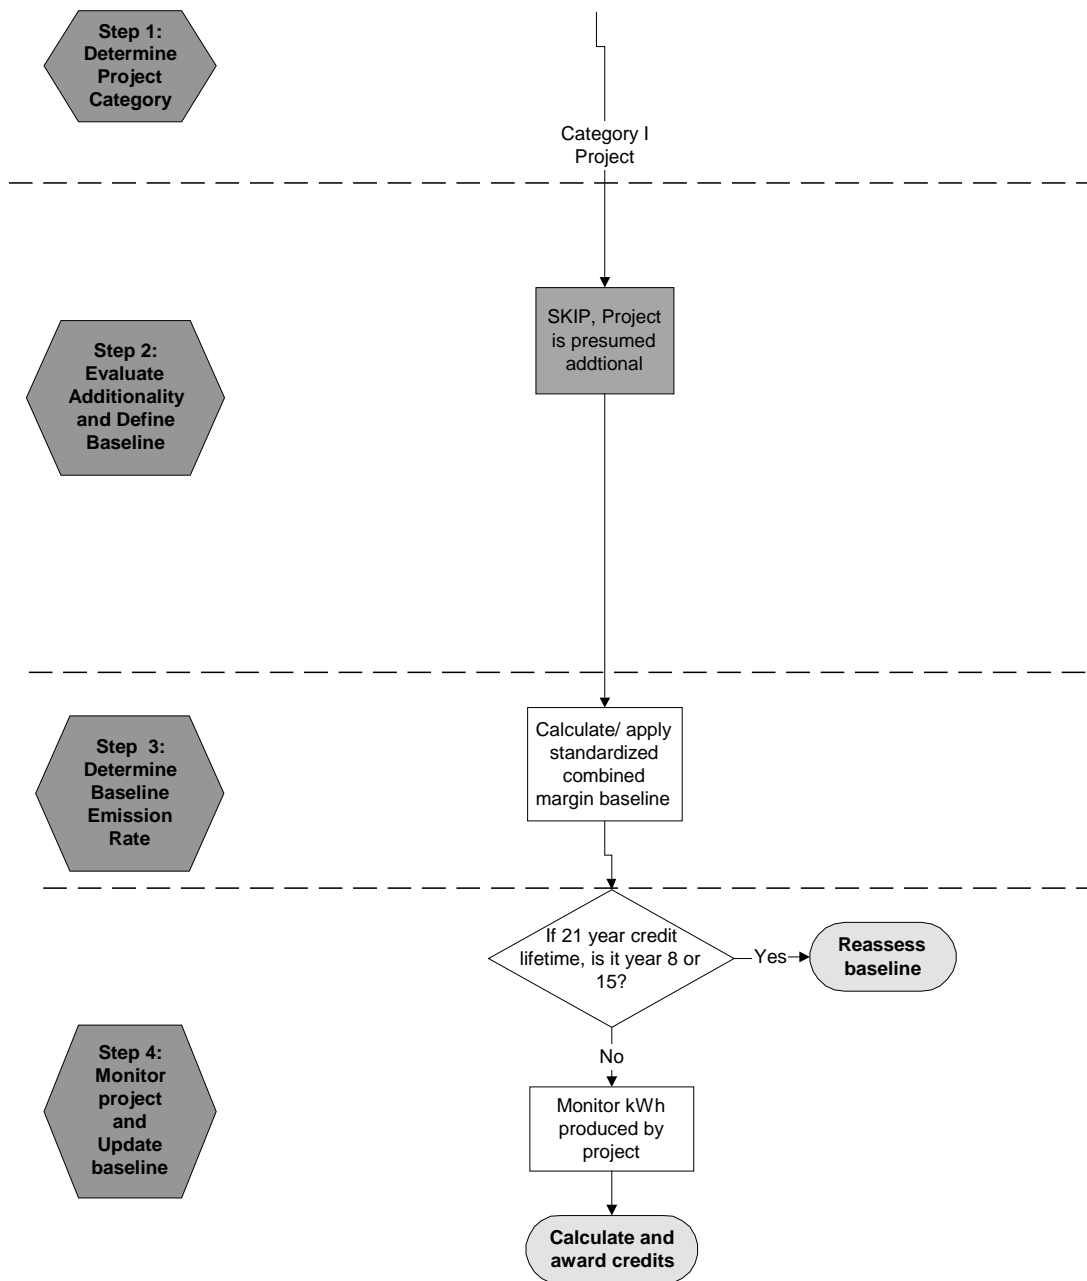 Step 1:
Determine
Project
Category
Category I
Project
Step 2:
Evaluate
Additionality
and Define
Baseline
SKIP, Project
is presumed
addtional
Step  3:
Determine
Baseline
Emission
Rate
Calculate/ apply
standardized
combined
margin baseline
If 21 year credit
lifetime, is it year 8 or
15?
Yes
Reassess
baseline
No
Step 4:
Monitor
project
and
Update
baseline
Monitor kWh
produced by
project
Calculate and
award credits